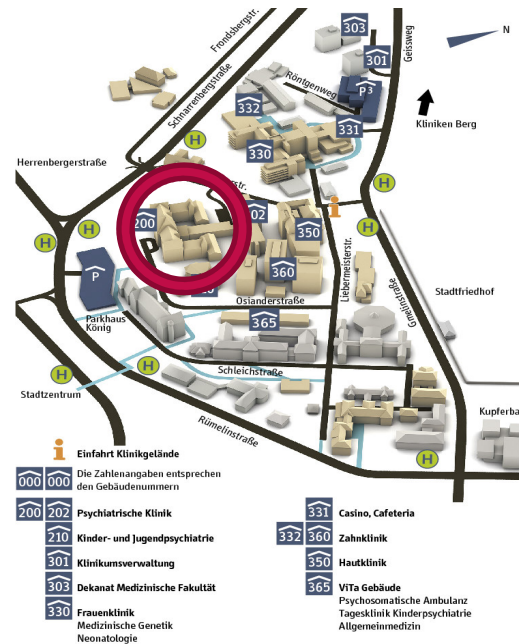 303
Geissweg
N
Frondsbergstr.
301
Röntgenweg
P3
Schnarrenbergstraße
332
331
Kliniken Berg
H
330
Herrenbergerstraße
str.
H
200
02
i
350
H
H
H
Liebermeisterstr.
P
360
Gmelinstraße
Osianderstraße
Stadtfriedhof
Parkhaus
König
365
H
Schleichstraße
Stadtzentrum
Rümelinstraße
Kupferba
H
i Einfahrt Klinikgelände
000 000 Die Zahlenangaben entsprechen
den Gebäudenummern
200 202 Psychiatrische Klinik
210 Kinder- und Jugendpsychiatrie
301 Klinikumsverwaltung
303 Dekanat Medizinische Fakultät
330 Frauenklinik
Medizinische Genetik
Neonatologie
331 Casino, Cafeteria
332 360 Zahnklinik
350 Hautklinik
365 ViTa Gebäude
Psychosomatische Ambulanz
Tagesklinik Kinderpsychiatrie
Allgemeinmedizin